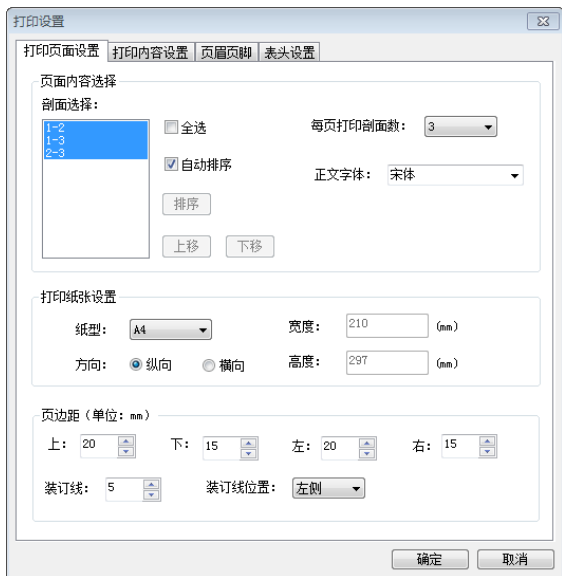 打印设置
打印页面设置 打印内容设置 页眉页脚 表头设置
页面内容选择
剖面选择：
1-2
1-3
2-3
全选
自动排序
排序
上移 下移
每页打印剖面数： 3
正文字体： 宋体
打印纸张设置
纸型： A4 宽度： 210 (mm)
方向： 纵向 横向 高度： 297 (mm)
页边距（单位：mm）
上： 20 下： 15 左： 20 右： 15
装订线： 5 装订线位置： 左侧
确定 取消